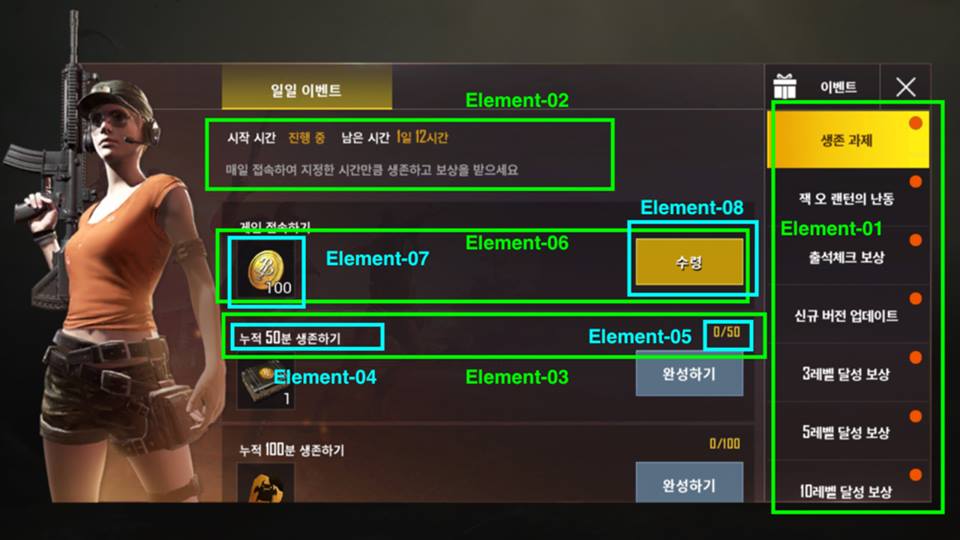 일일 이벤트
이벤트
Element-02
시작 시간 진행 중 남은 시간 1일 12시간
매일 접속하여 지정한 시간만큼 생존하고 보상을 받으세요
생존 과제
잭 오 랜턴의 난동
Element-08
게임 접속하기
Element-01
Element-06
Element-07
출석체크 보상
수령
100
신규 버전 업데이트
누적 50분 생존하기
Element-05
0/50
Element-04
Element-03
완성하기
3레벨 달성 보상
1
5레벨 달성 보상
누적 100분 생존하기
0/100
완성하기
10레벨 달성 보상